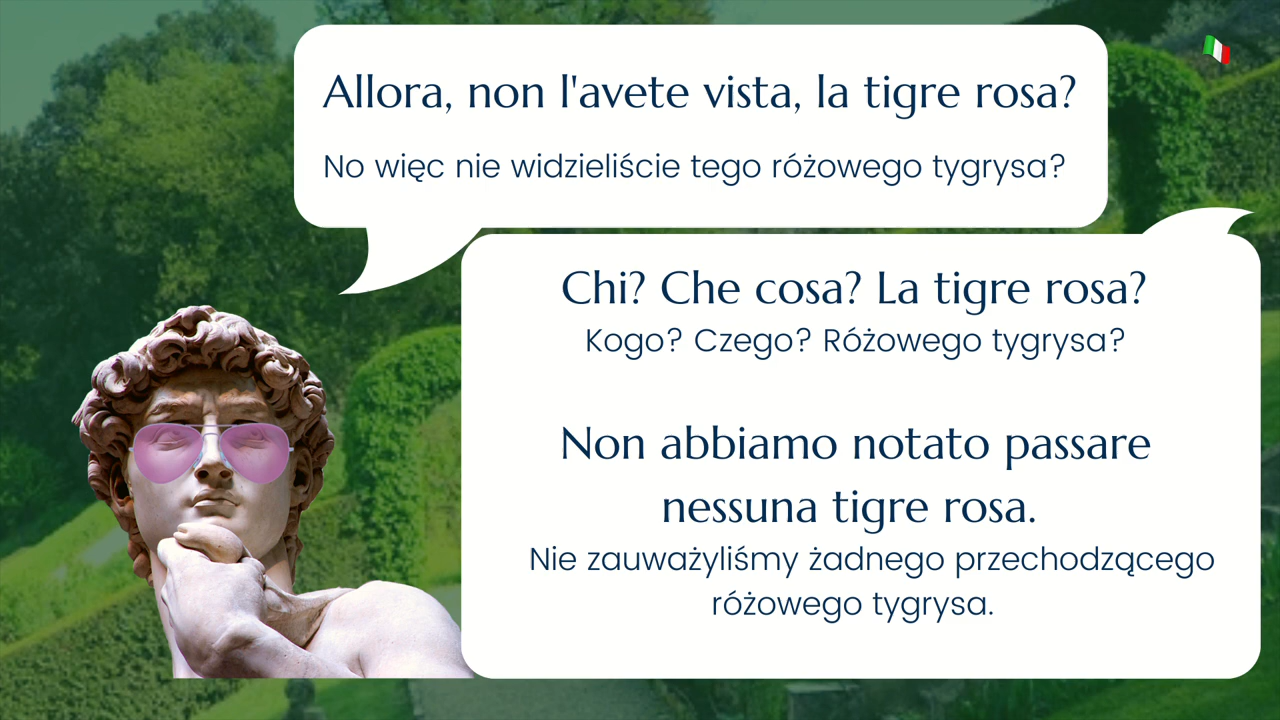 Allora, non l'avete vista, la tigre rosa?
No więc nie widzieliście tego różowego tygrysa?
Chi? Che cosa? La tigre rosa?
Kogo? Czego? Różowego tygrysa?
Non abbiamo notato passare
nessuna tigre rosa.
Nie zauważyliśmy żadnego przechodzącego
różowego tygrysa.